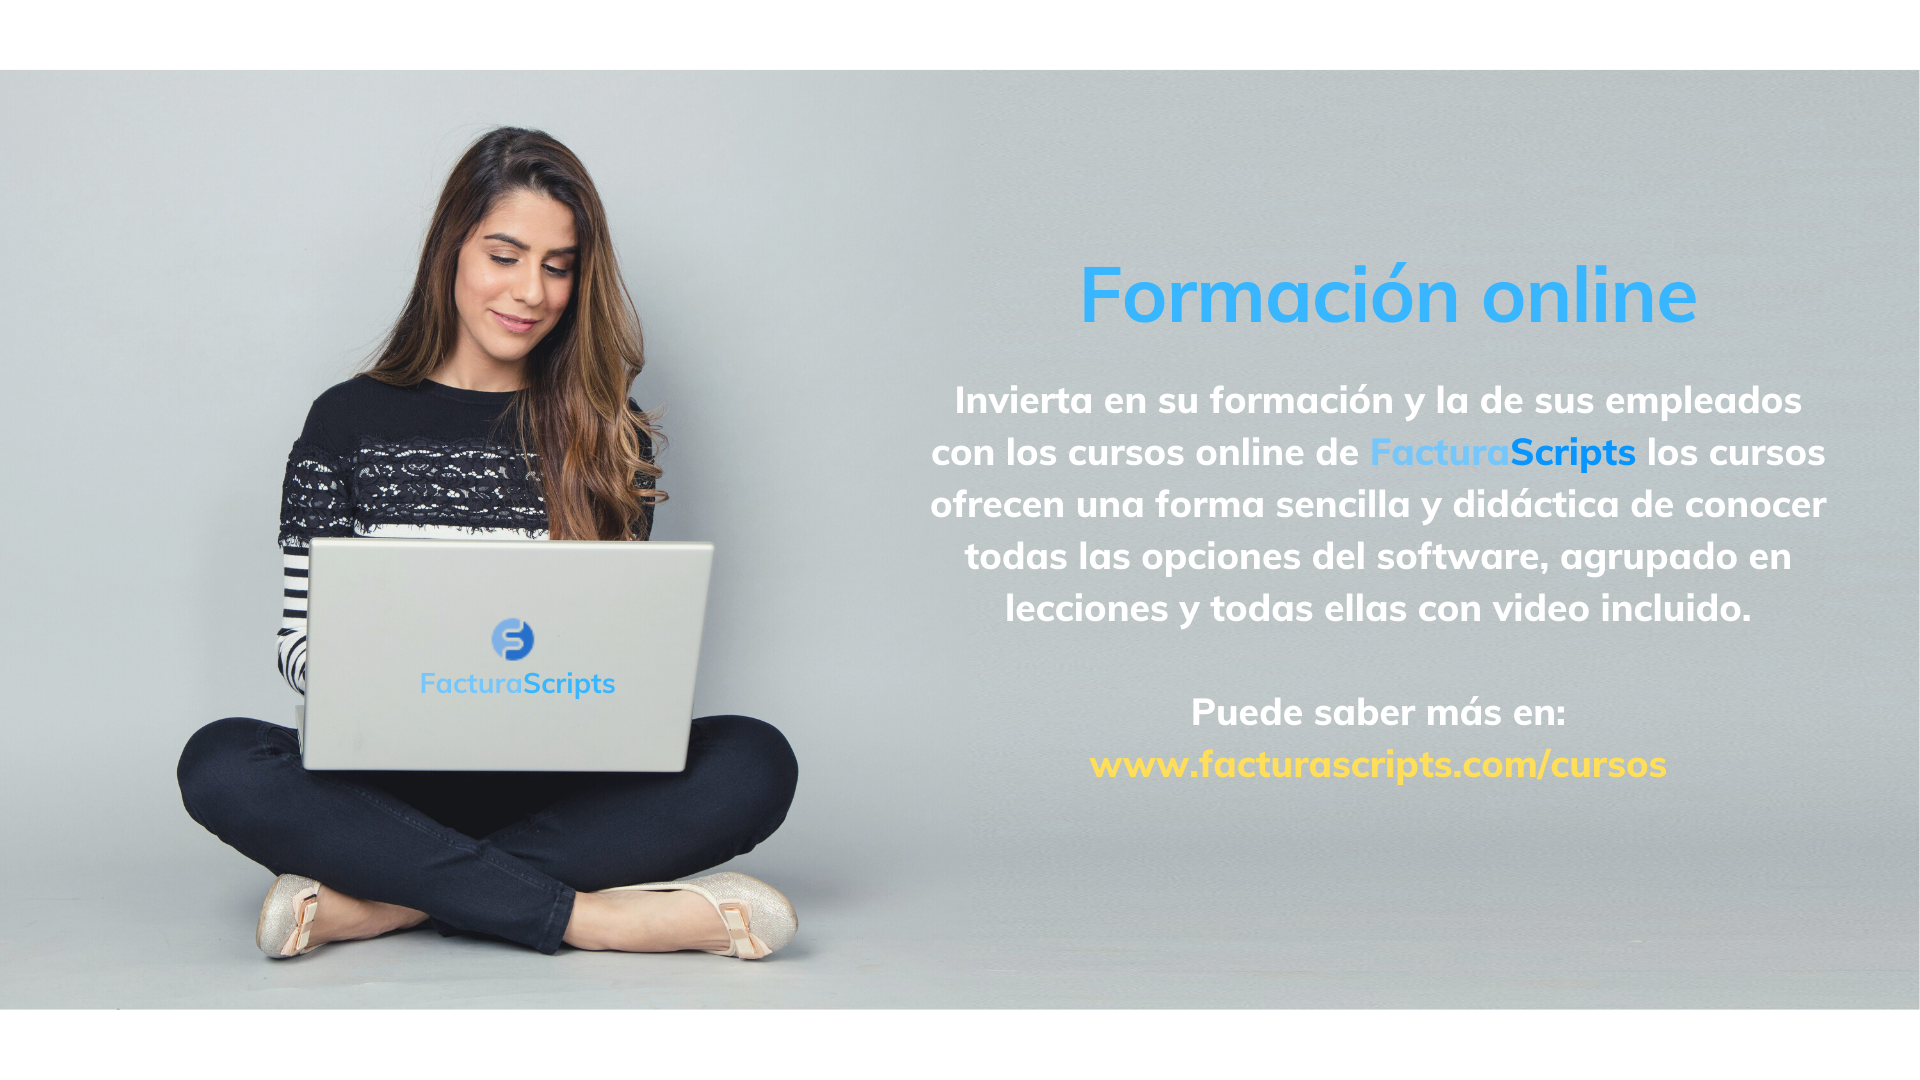 Formación online
Invierta en su formación y la de sus empleados
con los cursos online de FacturaScripts los cursos
ofrecen una forma sencilla y didáctica de conocer
todas las opciones del software, agrupado en
lecciones y todas ellas con video incluido.
Puede saber más en:
www.facturascripts.com/cursos
FacturaScripts